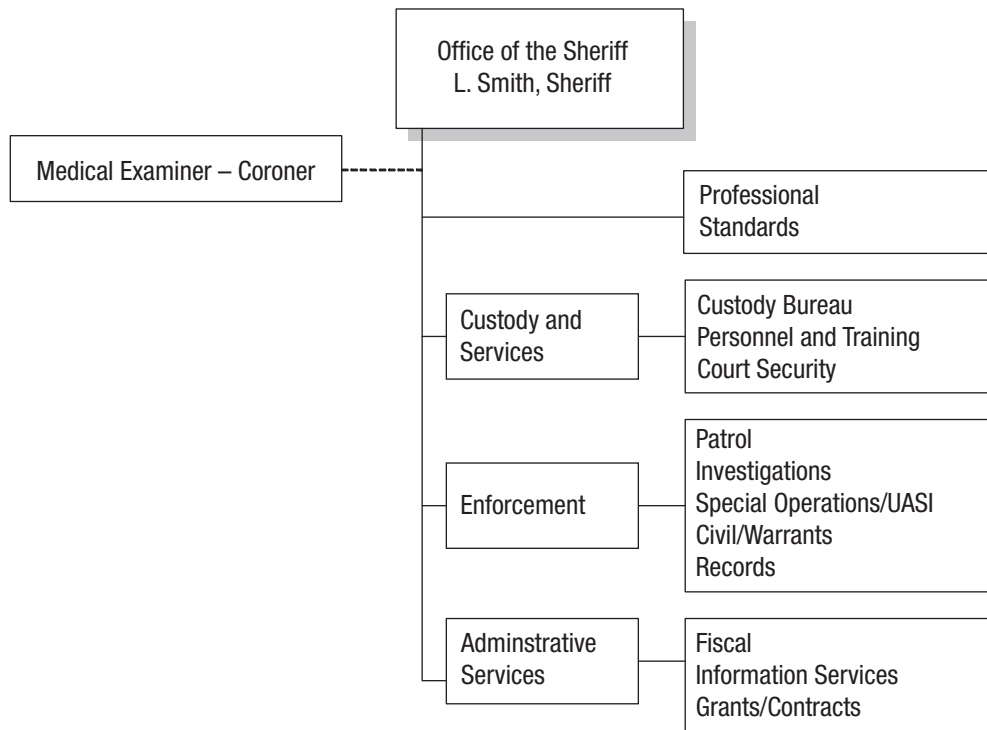 Office of the Sheriff
L. Smith, Sheriff
Medical Examiner – Coroner
Professional
Standards
Custody and
Services
Custody Bureau
Personnel and Training
Court Security
Enforcement
Patrol
Investigations
Special Operations/UASI
Civil/Warrants
Records
Adminstrative
Services
Fiscal
Information Services
Grants/Contracts